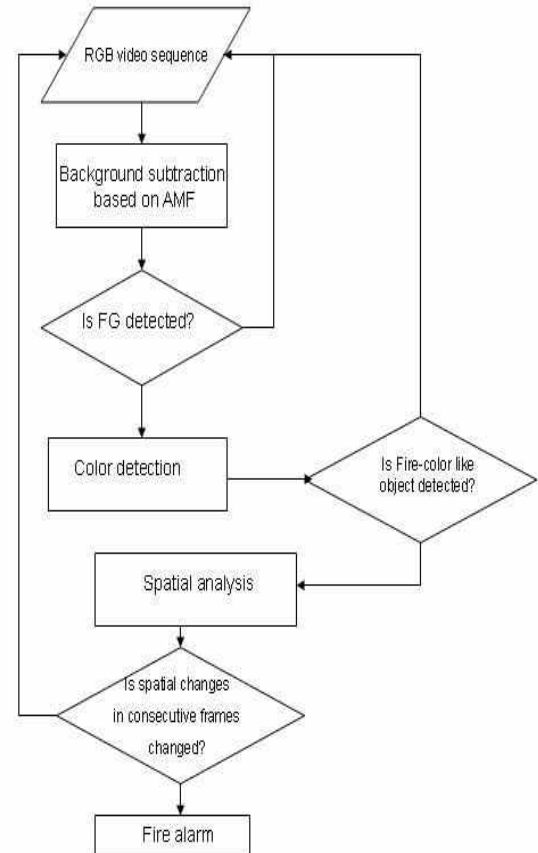 RGB video sequence
Background subtraction
based on AMF
Is FG detected?
Color detection
Is Fire-color like
object detected?
Spatial analysis
Is spatial changes
in consecutive frames
changed?
Fire alarm